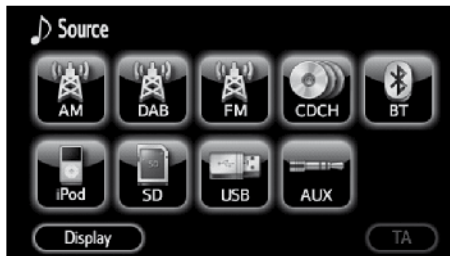 Source
AM DAB FM CDCH BT
iPod SD USB AUX
Display TA